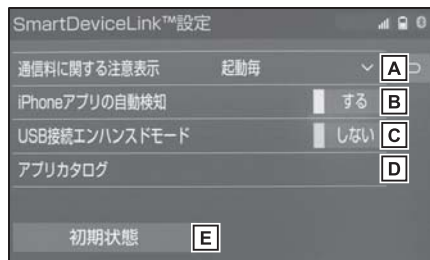 SmartDeviceLink™設定
通信料に関する注意表示 起動毎 A
iPhoneアプリの自動検知 する B
USB接続エンハンスドモード しない C
アプリカタログ D
初期状態 E